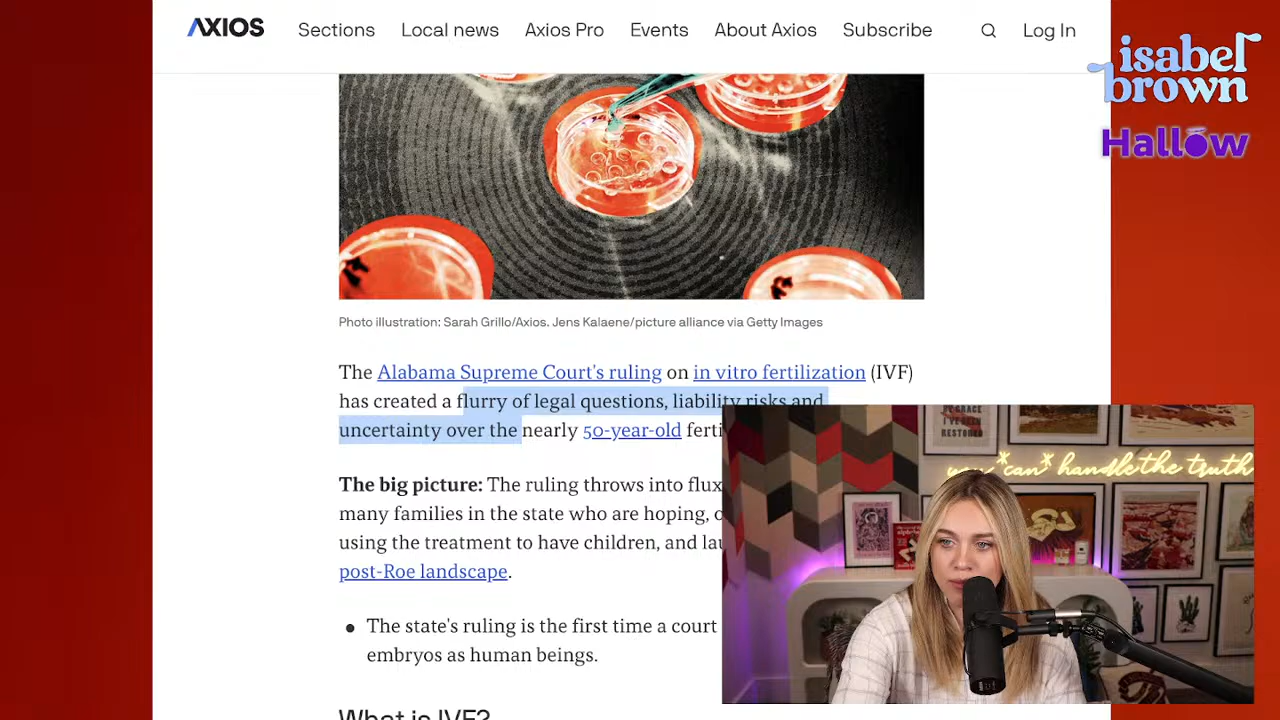 AXIOS
Sections Local news Axios Pro Events About Axios Subscribe Log In
isabel
brown
Hallow
Photo illustration: Sarah Grillo/Axios. Jens Kalaene/picture alliance via Getty Images
The Alabama Supreme Court's ruling on in vitro fertilization (IVF)
has created a flurry of legal questions, liability risks and
uncertainty over the nearly 50-year-old
The big picture: The ruling throws into flux
many families in the state who are hoping,
using the treatment to have children, and
post-Roe landscape.
• The state's ruling is the first time a court
embryos as human beings.
What is IVF?
you *can* handle the truth